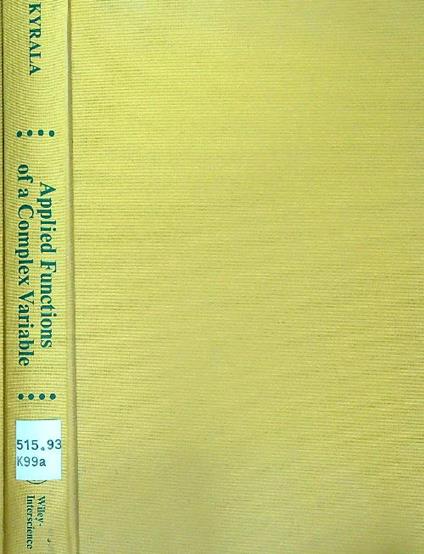 KYRALA
Applied Functions
of a Complex Variable
515.93
K99a
Wiley-
Interscience